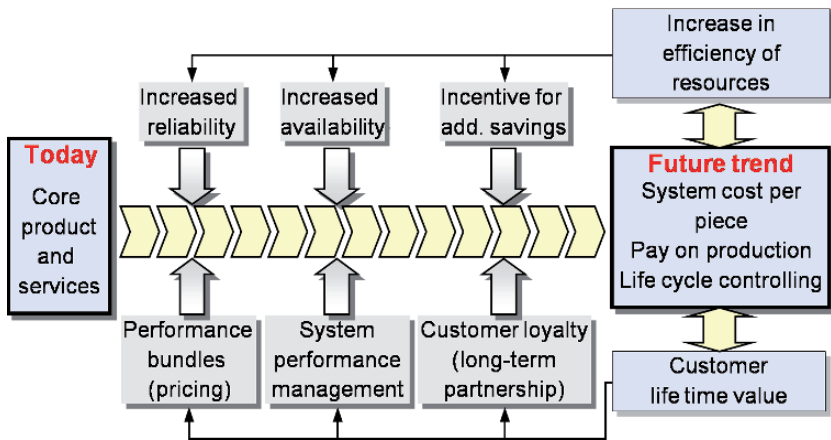 Increase in
efficiency of
resources
Increased
reliability
Increased
availability
Incentive for
add. savings
Today
Core
product
and
services
Future trend
System cost per
piece
Pay on production
Life cycle controlling
Performance
bundles
(pricing)
System
performance
management
Customer loyalty
(long-term
partnership)
Customer
life time value